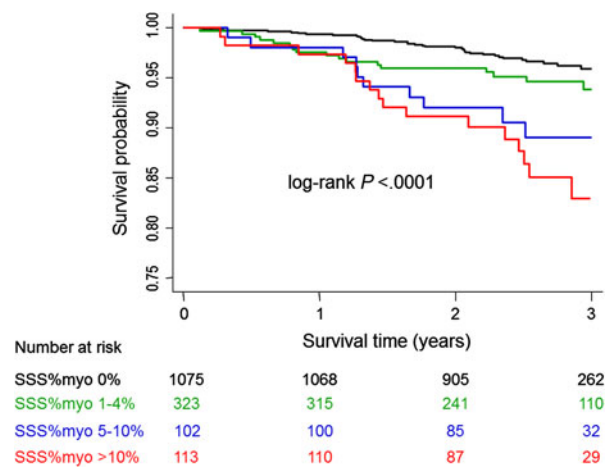 1.00
0.95
0.90
0.85
0.80
0.75
Survival probability
log-rank P <.0001
0 1 2 3
Survival time (years)
Number at risk
SSS%myo 0% 1075 1068 905 262
SSS%myo 1-4% 323 315 241 110
SSS%myo 5-10% 102 100 85 32
SSS%myo >10% 113 110 87 29